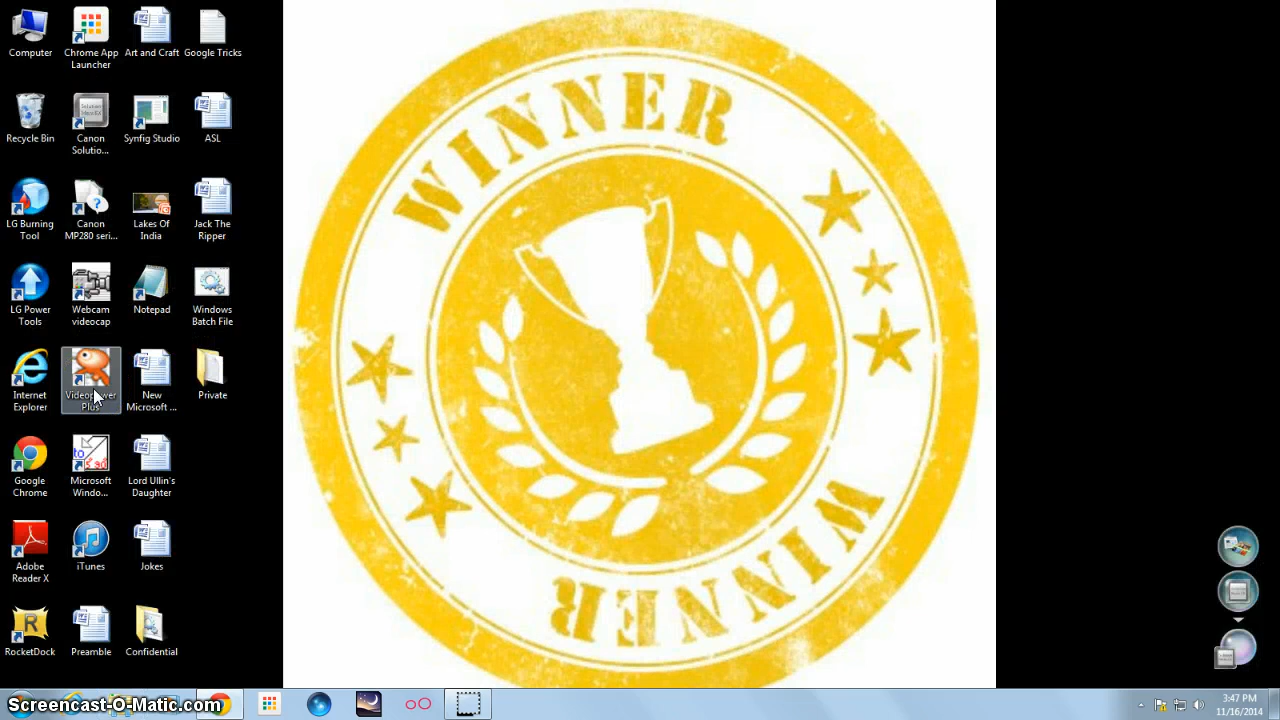 Computer
Chrome App
Launcher
Art and Craft
Google Tricks
Recycle Bin
Canon
Solutio...
Synfig Studio
ASL
LG Burning
Tool
Canon
MP280 seri...
Lakes Of
India
Jack The
Ripper
LG Power
Tools
Webcam
videocap
Notepad
Windows
Batch File
Internet
Explorer
Plus
New
Microsoft ...
Private
Google
Chrome
Microsoft
Windo...
Lord Ullin's
Daughter
Adobe
Reader X
iTunes
Jokes
RocketDock
Preamble
Confidential
WINNER
WINNER
Screencast-O-Matic.com
3:47 PM
11/16/2014